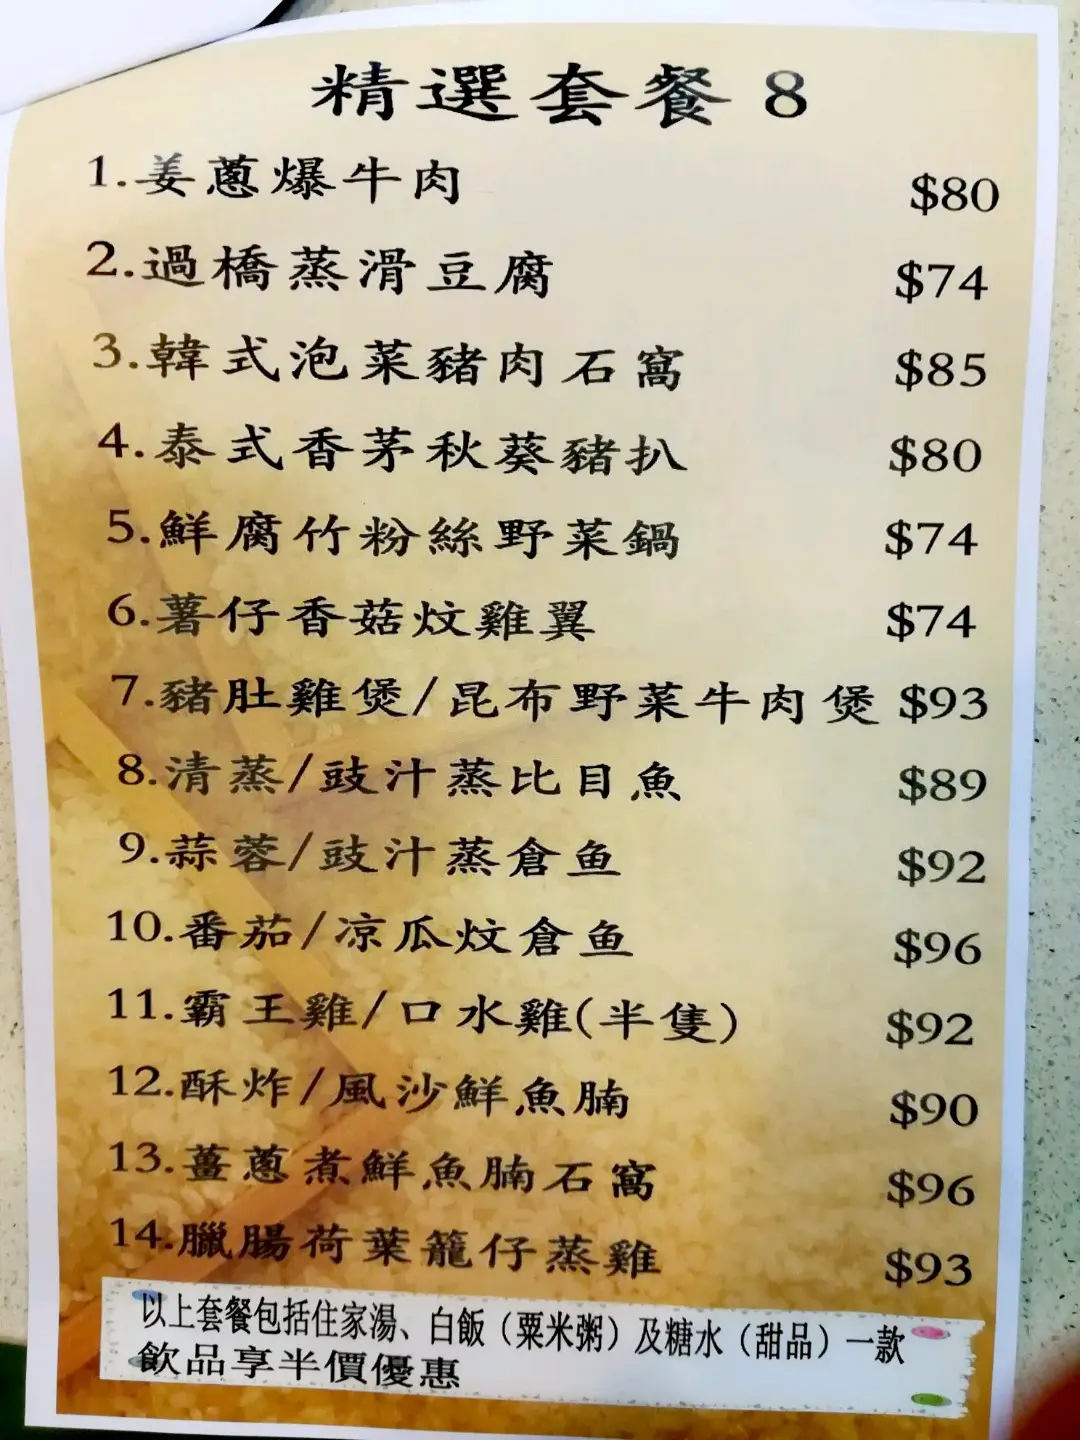 精選套餐 8
1.姜蔥爆牛肉 $80
2.過橋蒸滑豆腐 $74
3.韓式泡菜豬肉石窩 $85
4.泰式香茅秋葵豬扒 $80
5.鮮腐竹粉絲野菜鍋 $74
6.薯仔香菇炆雞翼 $74
7.豬肚雞煲/昆布野菜牛肉煲 $93
8.清蒸/豉汁蒸比目魚 $89
9.蒜蓉/豉汁蒸倉鱼 $92
10.番茄/凉瓜炆倉鱼 $96
11.霸王雞/口水雞(半隻) $92
12.酥炸/風沙鮮魚腩 $90
13.薑蔥煮鮮魚腩石窩 $96
14.臘腸荷葉籠仔蒸雞 $93
以上套餐包括住家湯、白飯（粟米粥）及糖水（甜品）一款
飲品享半價優惠